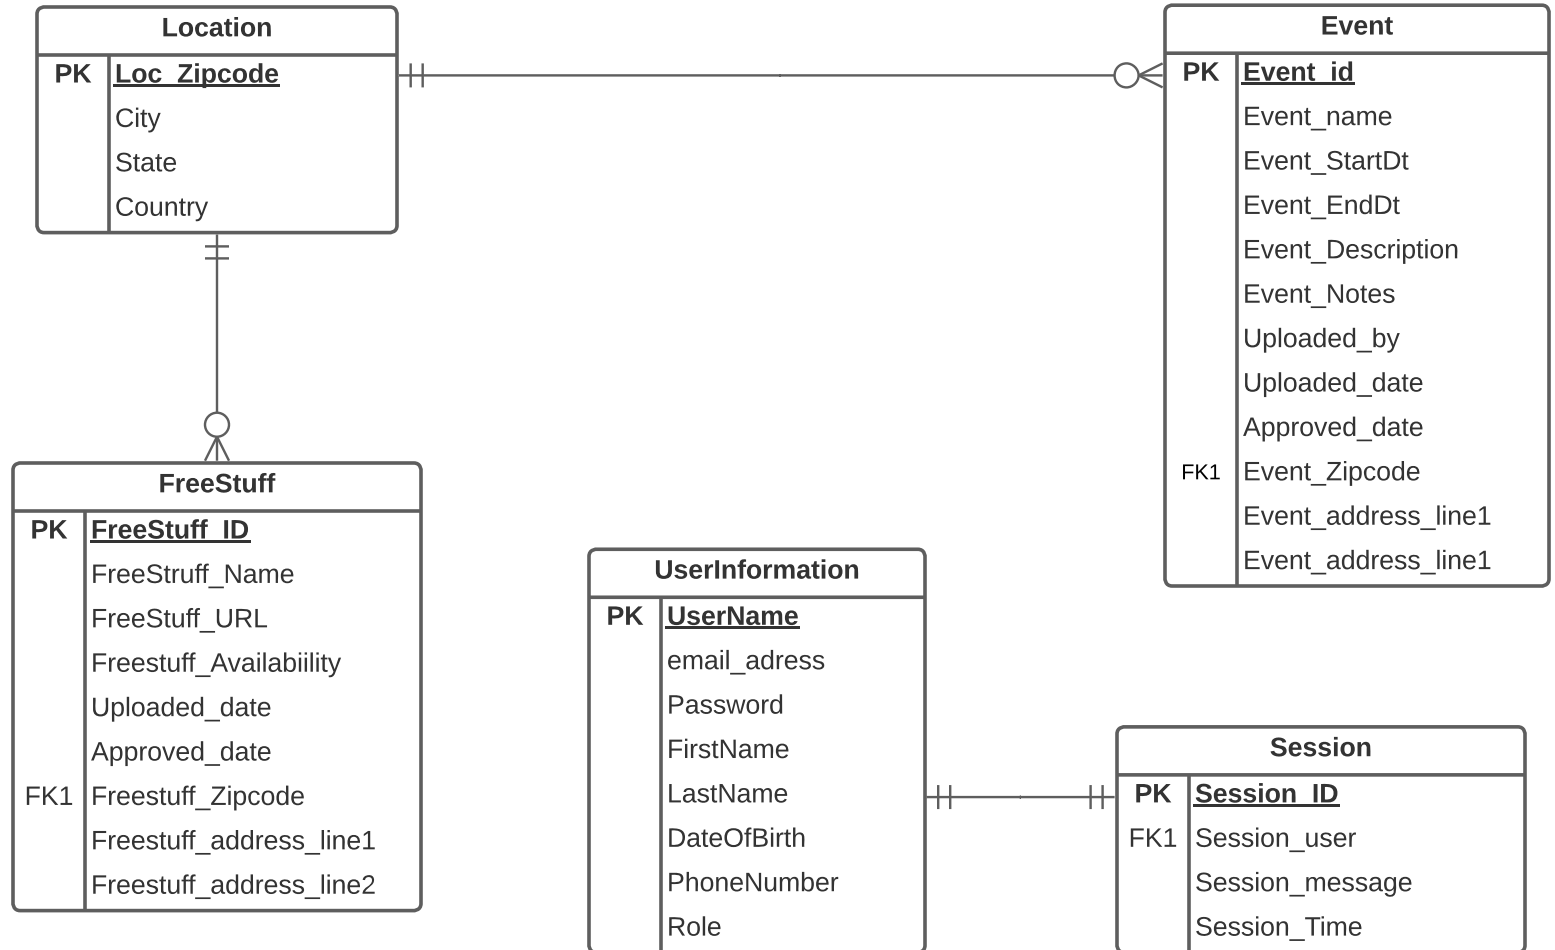 Location
PK Loc_Zipcode
City
State
Country
Event
PK Event_id
Event_name
Event_StartDt
Event_EndDt
Event_Description
Event_Notes
Uploaded_by
Uploaded_date
Approved_date
FK1 Event_Zipcode
Event_address_line1
Event_address_line1
FreeStuff
PK FreeStuff_ID
FreeStruff_Name
FreeStuff_URL
Freestuff_Availabiility
Uploaded_date
Approved_date
FK1 Freestuff_Zipcode
Freestuff_address_line1
Freestuff_address_line2
UserInformation
PK UserName
email_adress
Password
FirstName
LastName
DateOfBirth
PhoneNumber
Role
Session
PK Session_ID
FK1 Session_user
Session_message
Session_Time